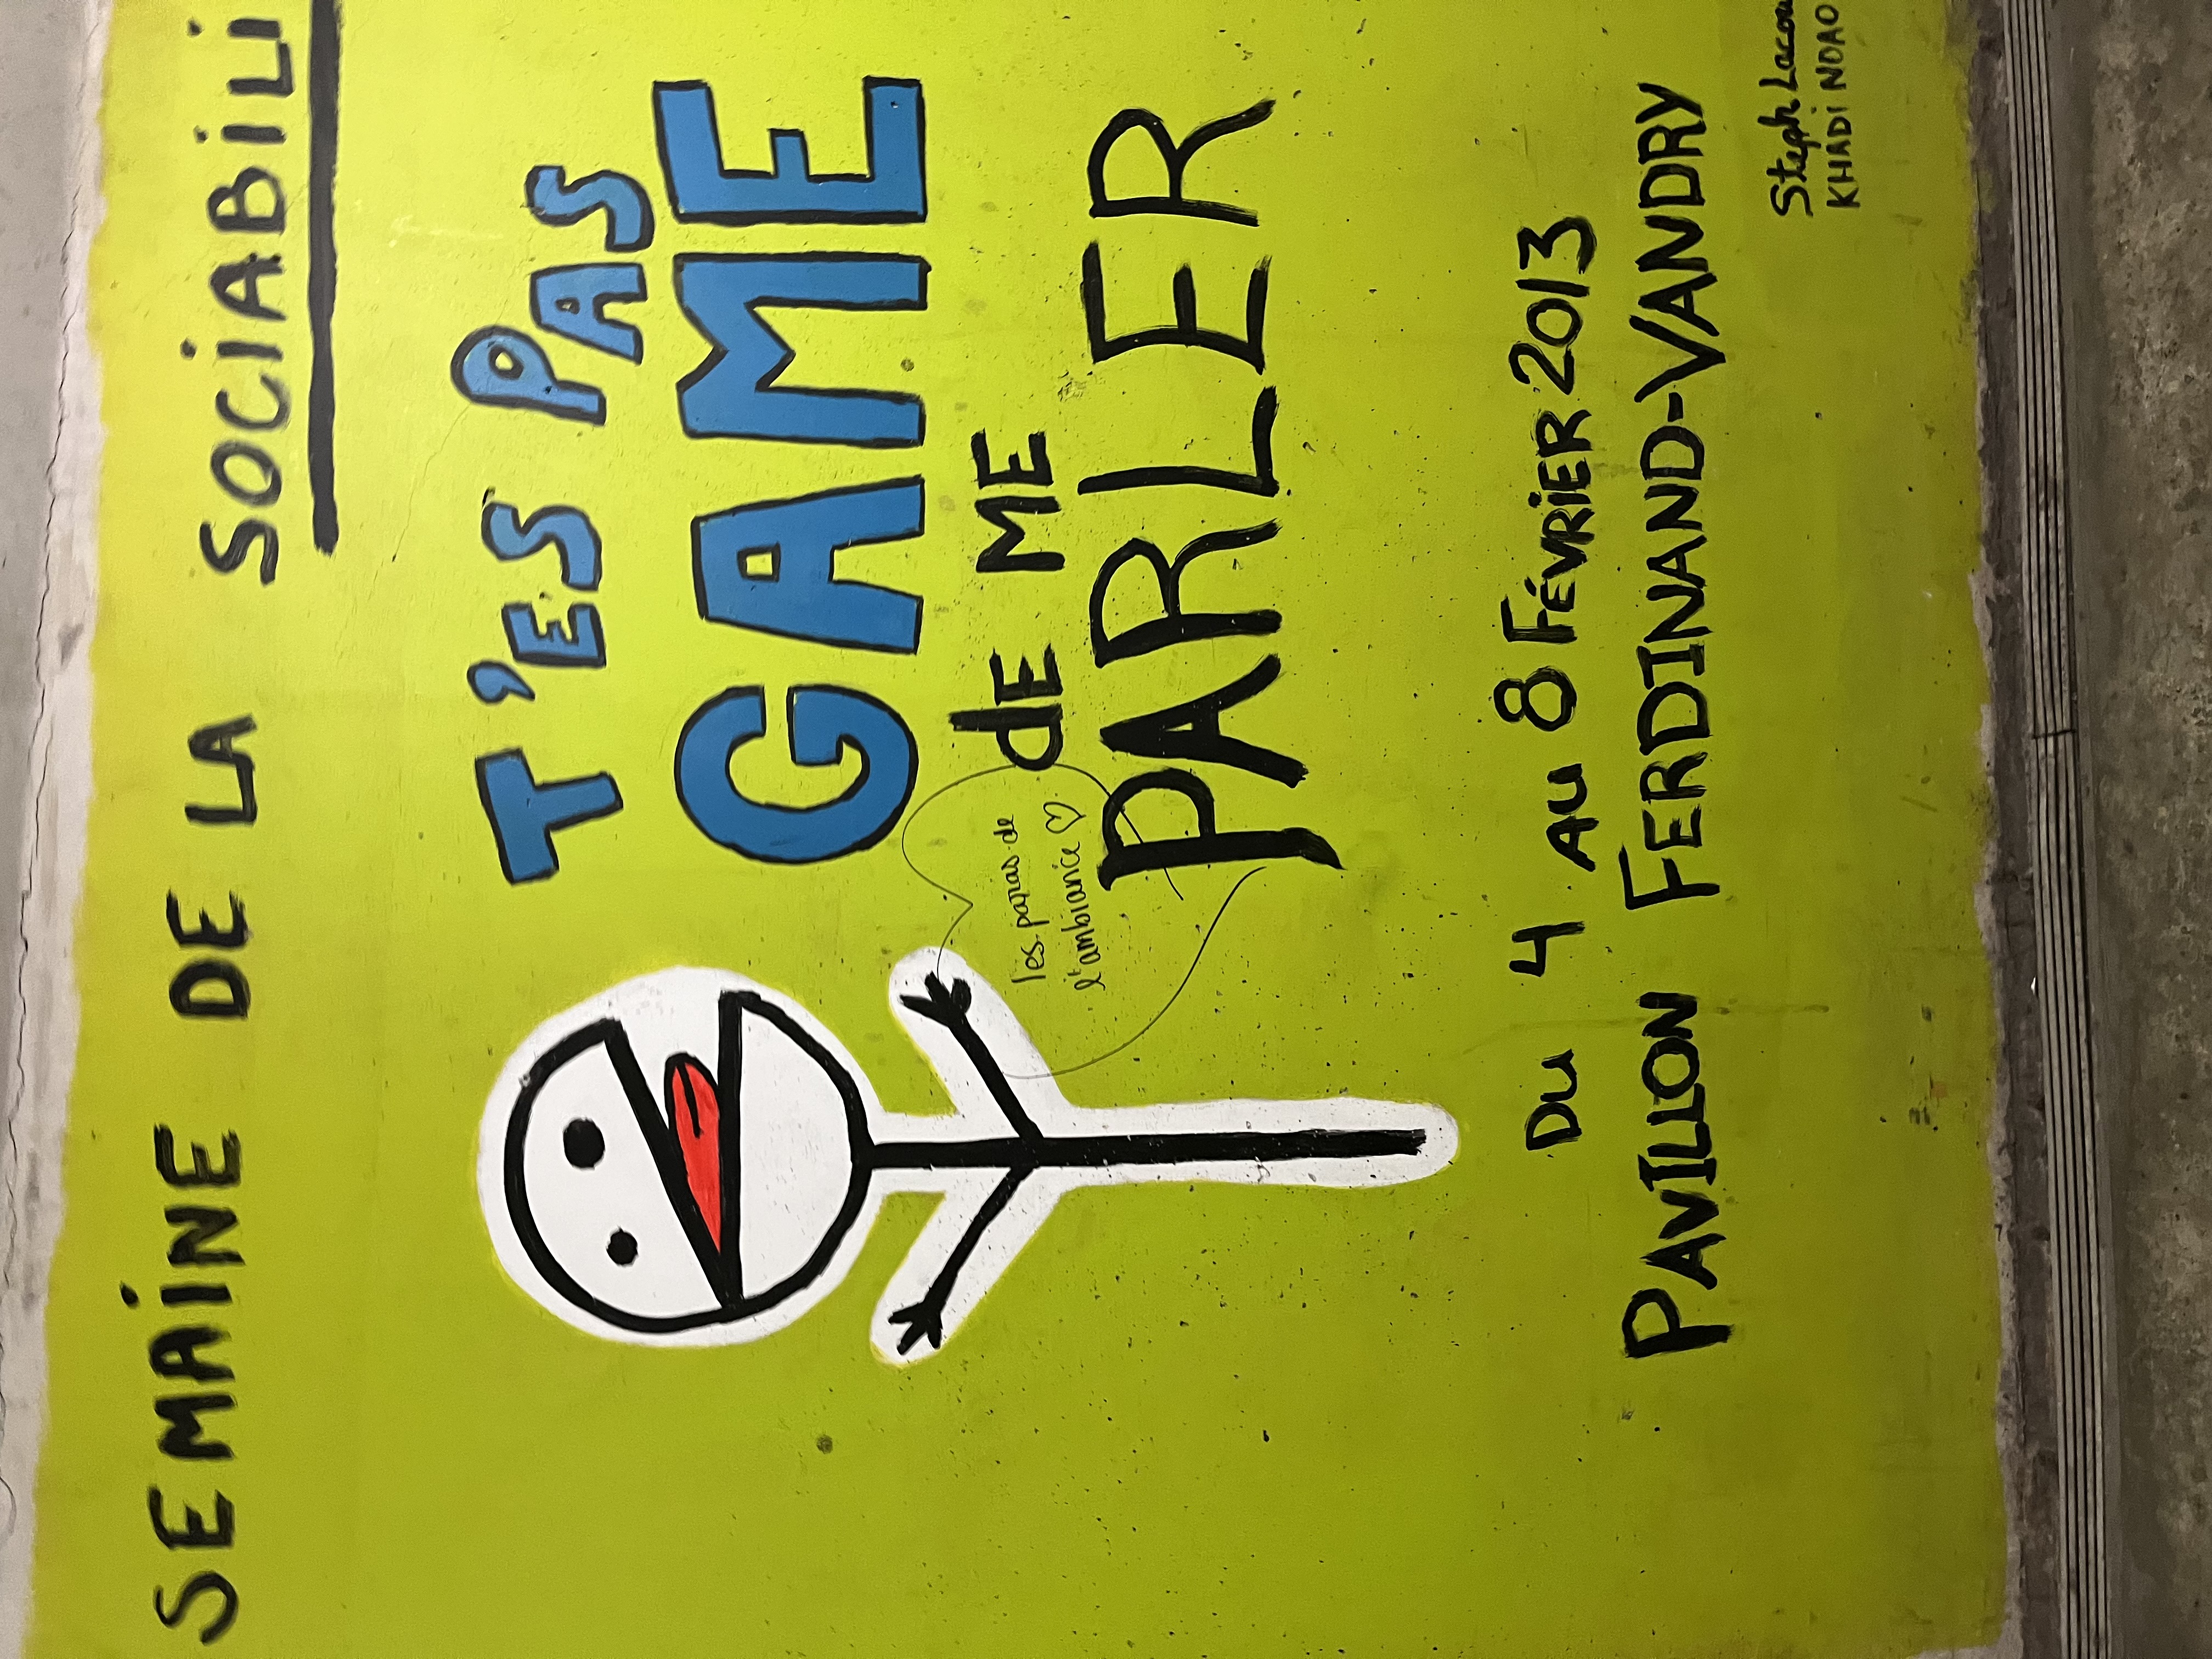 SEMAINE DE LA SOCIABILI
T'ES PAS
GAME
les paras de
l'ambiance
DE ME
PARLER
DU 4 AU 8 FÉVRIER 2013
PAVILLON FERDINAND-VANDRY
Steph Lacou
KHADI NDAO